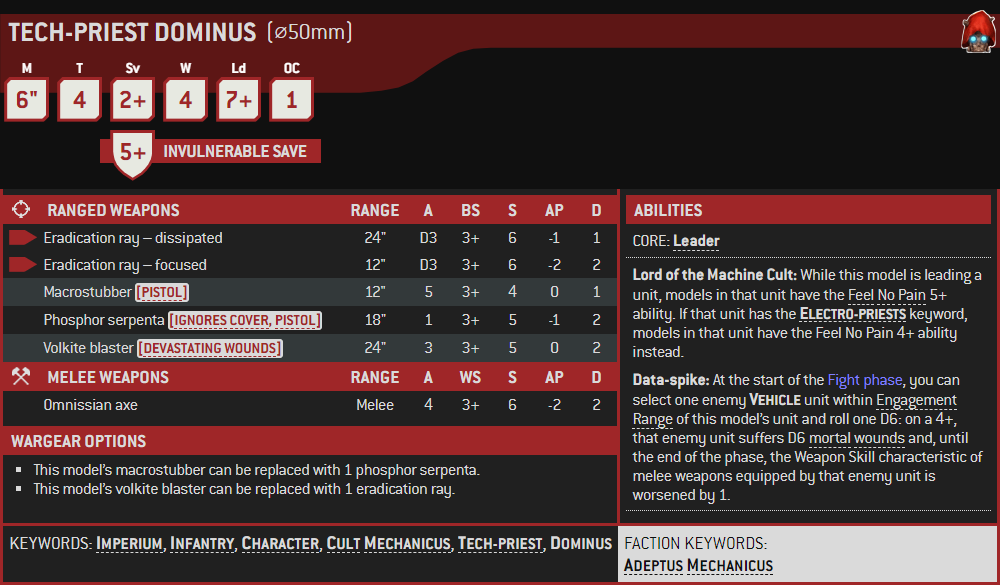 TECH-PRIEST DOMINUS (⌀50mm)
M T Sv W Ld OC
6" 4 2+ 4 7+ 1
5+ INVULNERABLE SAVE
RANGED WEAPONS RANGE A BS S AP D
Eradication ray – dissipated 24” D3 3+ 6 -1 1
Eradication ray – focused 12” D3 3+ 6 -2 2
Macrostubber [PISTOL] 12” 5 3+ 4 0 1
Phosphor serpenta [IGNORES COVER, PISTOL] 18” 1 3+ 5 -1 2
Volkite blaster [DEVASTATING WOUNDS] 24” 3 3+ 5 0 2
MELEE WEAPONS RANGE A WS S AP D
Omnissian axe Melee 4 3+ 6 -2 2
WARGEAR OPTIONS
▪ This model’s macrostubber can be replaced with 1 phosphor serpenta.
▪ This model’s volkite blaster can be replaced with 1 eradication ray.
ABILITIES
CORE: Leader
Lord of the Machine Cult: While this model is leading a
unit, models in that unit have the Feel No Pain 5+
ability. If that unit has the ELECTRO-PRIESTS keyword,
models in that unit have the Feel No Pain 4+ ability
instead.
Data-spike: At the start of the Fight phase, you can
select one enemy VEHICLE unit within Engagement
Range of this model’s unit and roll one D6: on a 4+,
that enemy unit suffers D6 mortal wounds and, until
the end of the phase, the Weapon Skill characteristic of
melee weapons equipped by that enemy unit is
worsened by 1.
KEYWORDS: IMPERIUM, INFANTRY, CHARACTER, CULT MECHANICUS, TECH-PRIEST, DOMINUS
FACTION KEYWORDS:
ADEPTUS MECHANICUS